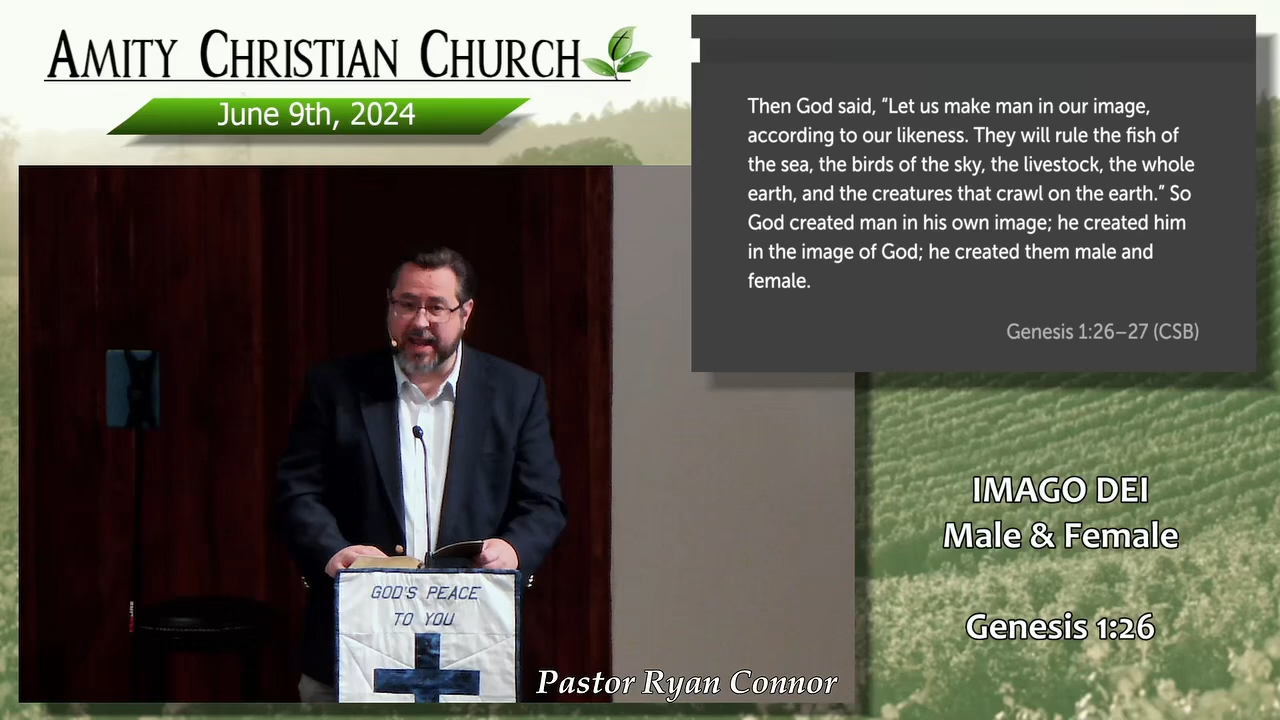 AMITY CHRISTIAN CHURCH
June 9th, 2024
Then God said, “Let us make man in our image,
according to our likeness. They will rule the fish of
the sea, the birds of the sky, the livestock, the whole
earth, and the creatures that crawl on the earth.” So
God created man in his own image; he created him
in the image of God; he created them male and
female.
Genesis 1:26–27 (CSB)
IMAGO DEI
Male & Female
Genesis 1:26
GOD'S PEACE
TO YOU
Pastor Ryan Connor